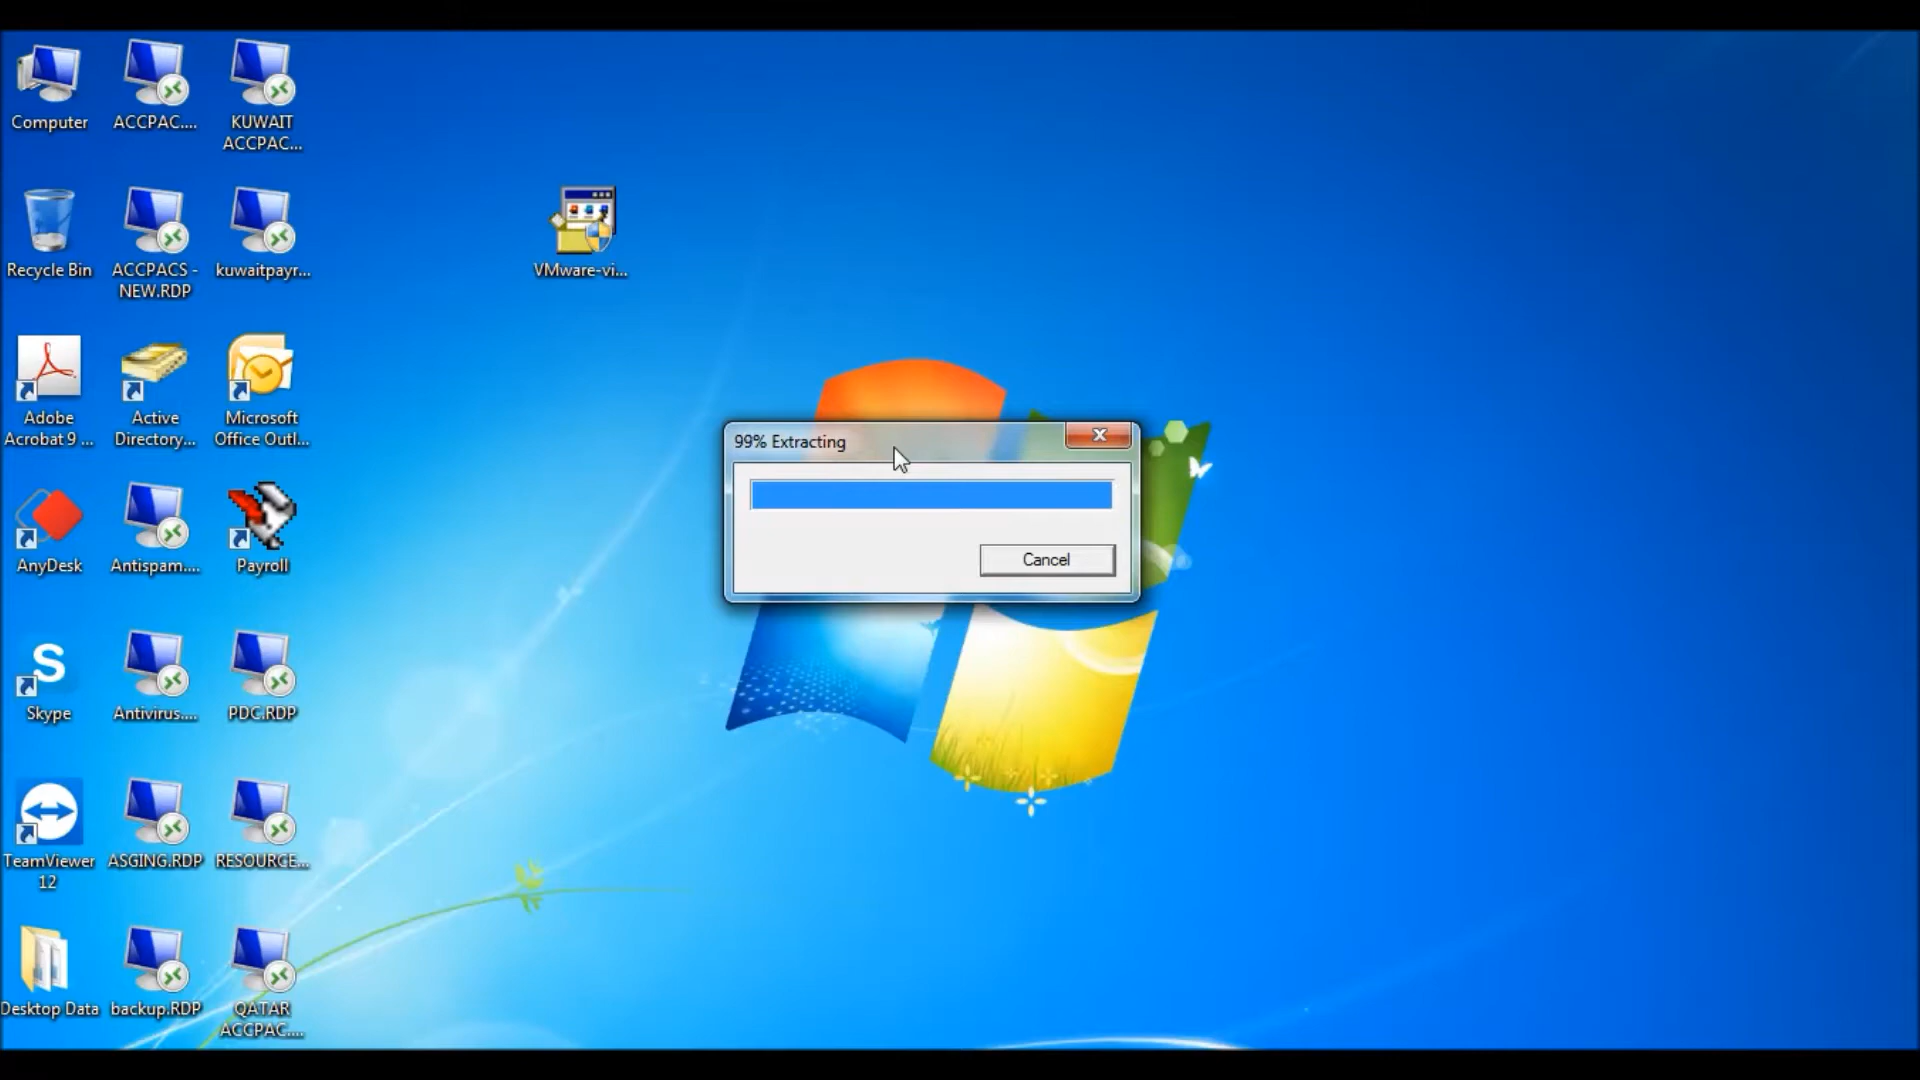 Computer
ACCPAC....
KUWAIT
ACCPAC...
Recycle Bin
ACCPACS -
NEW.RDP
kuwaitpayr...
VMware-vi...
Adobe
Acrobat 9 ...
Active
Directory...
Microsoft
Office Outl...
99% Extracting
Cancel
AnyDesk
Antispam....
Payroll
S
Skype
Antivirus....
PDC.RDP
TeamViewer
12
ASGING.RDP
RESOURCE...
Desktop Data
backup.RDP
QATAR
ACCPAC....